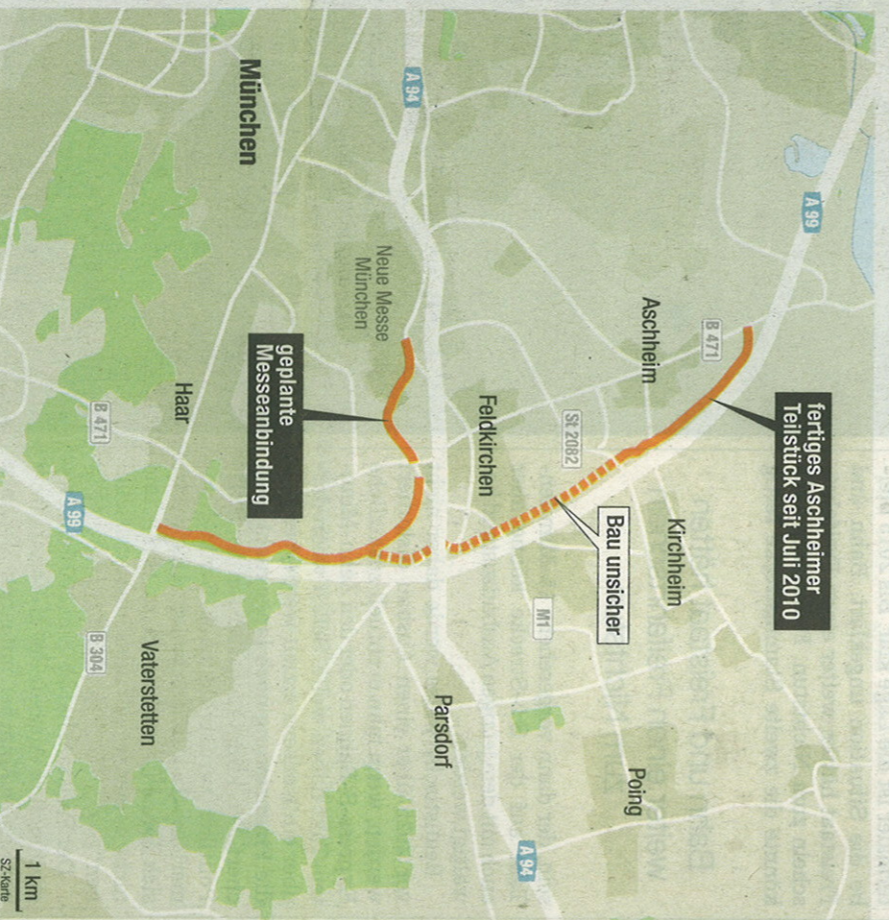 fertiges Aschheimer
Teilstück seit Juli 2010
A 99
B 471
Aschheim
Kirchheim
Bau unsicher
Poing
St 2082
M1
Feldkirchen
A 94
A 94
Parsdorf
Neue Messe
München
geplante
Messeanbindung
München
Haar
Vaterstetten
B 471
B 304
A 99
1 km
SZ-Karte